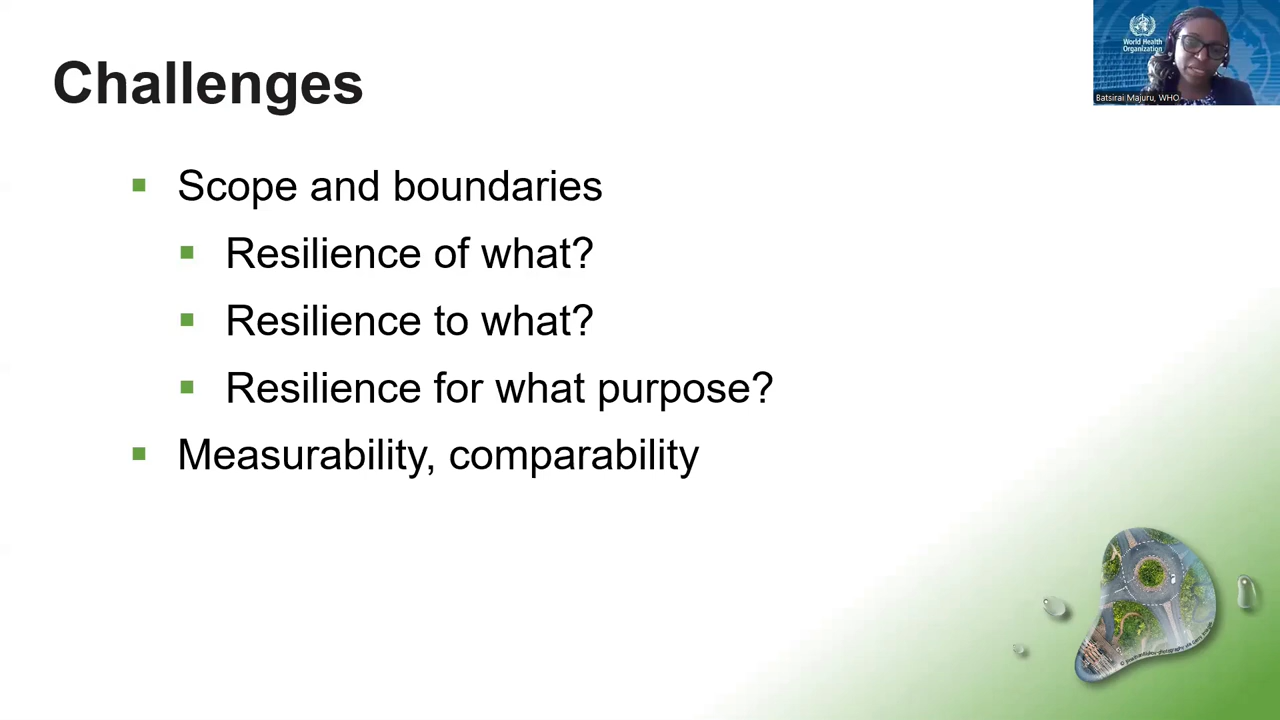 World Health
Organization
Batsirai Majuru, WHO
Challenges
Scope and boundaries
Resilience of what?
Resilience to what?
Resilience for what purpose?
Measurability, comparability